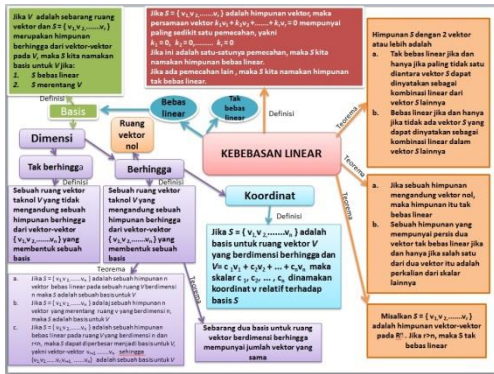 Jika V adalah sebarang ruang
vektor dan S = { v₁,v₂,.......vᵣ }
merupakan himpunan
berhingga dari vektor-vektor
pada V, maka S kita namakan
basis untuk V jika:
1. S bebas linear
2. S merentang V
Definisi
Basis
Jika S = { v₁,v₂,.......vᵣ } adalah himpunan vektor, maka
persamaan vektor k₁v₁ + k₂v₂ +.......+ kᵣvᵣ = 0 mempunyai
paling sedikit satu pemecahan, yakni
k₁ = 0, k₂ = 0,......... kᵣ = 0
Jika ini adalah satu-satunya pemecahan, maka S kita
namakan himpunan bebas linear.
Jika ada pemecahan lain , maka S kita namakan himpunan
tak bebas linear.
Bebas
linear
Tak
bebas
linear
Definisi
KEBEBASAN LINEAR
Teorema
Himpunan S dengan 2 vektor
atau lebih adalah
a. Tak bebas linear jika dan
hanya jika paling tidak satu
diantara vektor S dapat
dinyatakan sebagai
kombinasi linear dari
vektor S lainnya
b. Bebas linear jika dan hanya
jika tidak ada vektor S yang
dapat dinyatakan sebagai
kombinasi linear dalam
vektor S lainnya
Teorema
a. Jika sebuah himpunan
mengandung vektor nol,
maka himpunan itu tak
bebas linear
b. Sebuah himpunan yang
mempunyai persis dua
vektor tak bebas linear jika
dan hanya jika salah satu
dari dua vektor itu adalah
perkalian dari skalar
lainnya
Teorema
Misalkan S = { v₁,v₂,......vᵣ }
adalah himpunan vektor-vektor
pada Rⁿ . Jika r>n, maka S tak
bebas linear
Dimensi
Ruang
vektor
nol
Tak berhingga
Berhingga
Definisi
Sebuah ruang vektor
taknol V yang tidak
mengandung sebuah
himpunan berhingga
dari vektor-vektor
{v₁,v₂,.......vₙ } yang
membentuk sebuah
basis
Definisi
Sebuah ruang vektor
taknol V yang
mengandung sebuah
himpunan berhingga
dari vektor-vektor
{v₁,v₂,.......vₙ } yang
membentuk sebuah
basis
Koordinat
Definisi
Jika S = { v₁,v₂,.......vₙ } adalah
basis untuk ruang vektor V
yang berdimensi berhingga dan
V= c₁v₁ + c₂v₂ + ... + cₙvₙ maka
skalar c₁, c₂, ... , cₙ dinamakan
koordinat v relatif terhadap
basis S
Teorema
a. Jika S = { v₁,v₂,......vₙ } adalah sebuah himpunan n
vektor bebas linear pada sebuah ruang V berdimensi
n maka S adalah sebuah basis untuk V
b. Jika S = { v₁,v₂,......vₙ } adalaj sebuah himpunan n
vektor yang merentang ruang v yang berdimensi n,
maka S adalah sebuah basis untuk V
c. Jika S = { v₁,v₂,......vᵣ } adalah sebuah himpunan
bebas linear pada ruang V yang berdimensi n dan
r<n, maka S dapat diperbesar menjadi basis untuk V,
yakni vektor-vektor vᵣ₊₁ ......vₙ sehingga
{v₁,v₂,......vᵣ,vᵣ₊₁,......vₙ} adalah sebuah basis untuk V
Teorema
Sebarang dua basis untuk ruang
vektor berdimensi berhingga
mempunyai jumlah vektor yang
sama